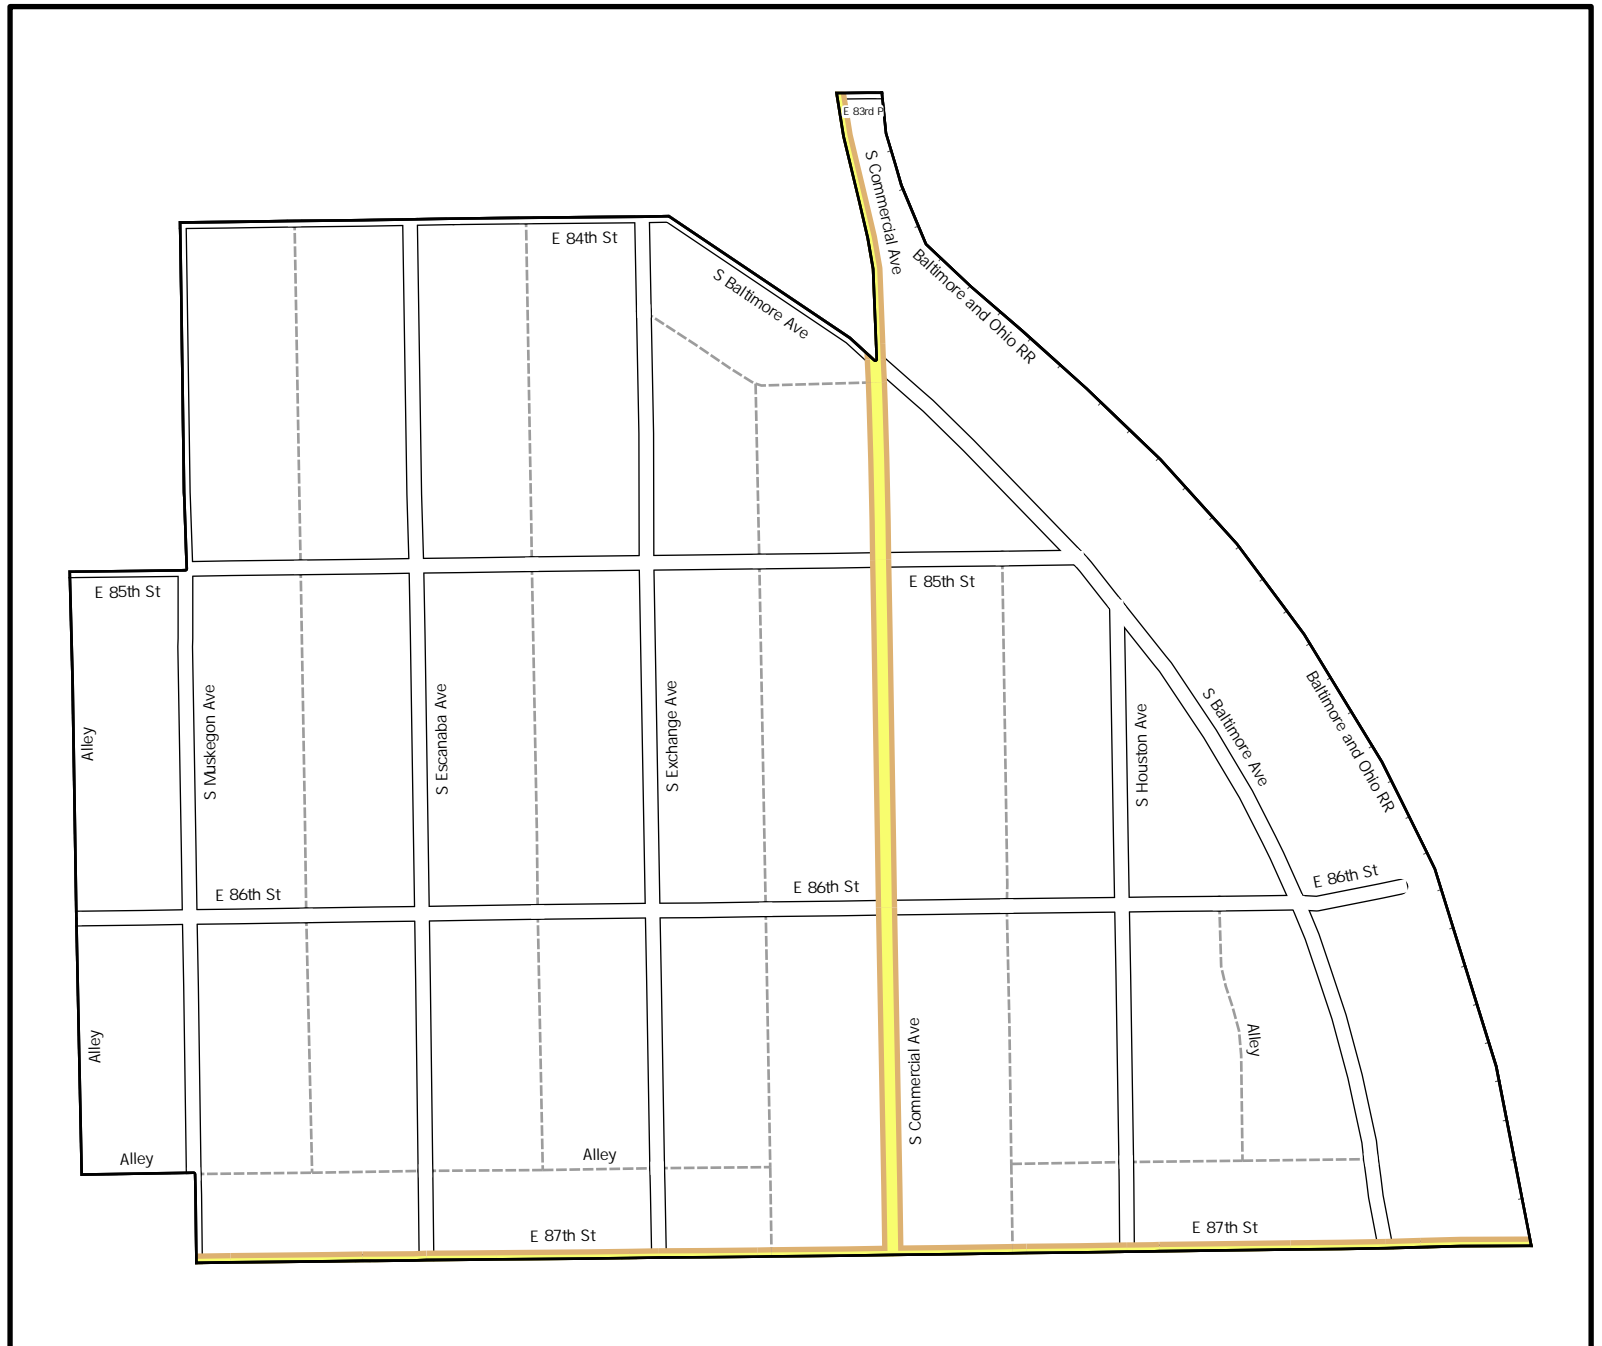 E 83rd P
S Commercial Ave
E 84th St
S Baltimore Ave
Baltimore and Ohio RR
E 85th St
E 85th St
Alley
S Muskegon Ave
S Escanaba Ave
S Exchange Ave
S Houston Ave
S Baltimore Ave
Baltimore and Ohio RR
E 86th St
E 86th St
E 86th St
Alley
S Commercial Ave
Alley
Alley
Alley
E 87th St
E 87th St